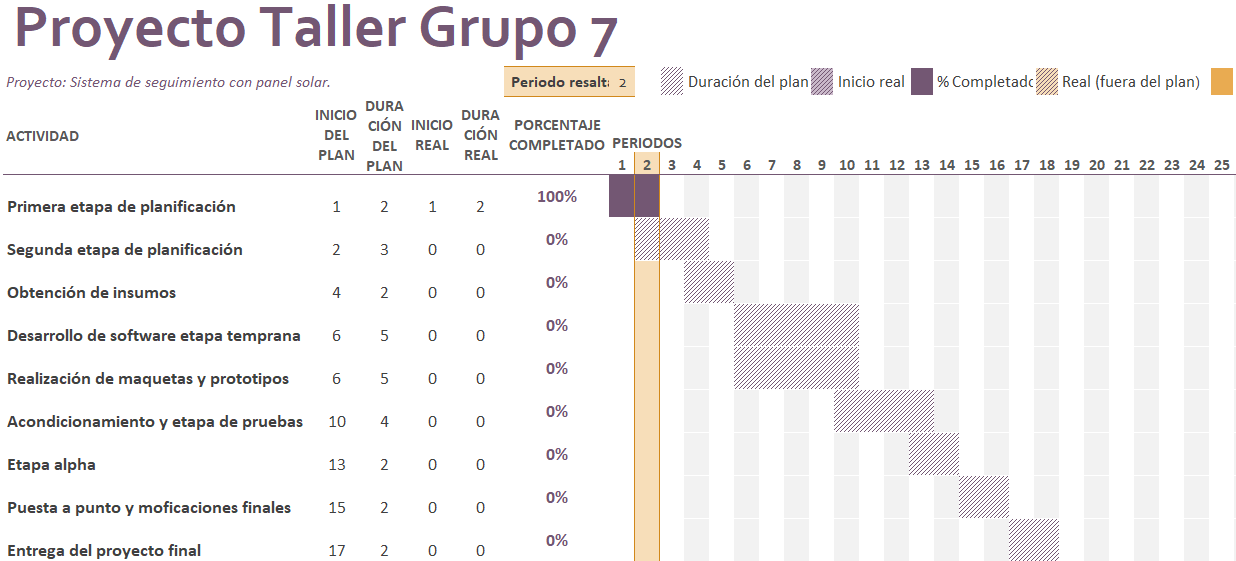 Proyecto Taller Grupo 7
Proyecto: Sistema de seguimiento con panel solar.
Periodo resalt: 2
Duración del plan
Inicio real
% Completado
Real (fuera del plan)
ACTIVIDAD
INICIO DEL PLAN
DURA CIÓN DEL PLAN
INICIO REAL
DURA CIÓN REAL
PORCENTAJE COMPLETADO
PERIODOS
1 2 3 4 5 6 7 8 9 10 11 12 13 14 15 16 17 18 19 20 21 22 23 24 25
Primera etapa de planificación 1 2 1 2 100%
Segunda etapa de planificación 2 3 0 0 0%
Obtención de insumos 4 2 0 0 0%
Desarrollo de software etapa temprana 6 5 0 0 0%
Realización de maquetas y prototipos 6 5 0 0 0%
Acondicionamiento y etapa de pruebas 10 4 0 0 0%
Etapa alpha 13 2 0 0 0%
Puesta a punto y moficaciones finales 15 2 0 0 0%
Entrega del proyecto final 17 2 0 0 0%